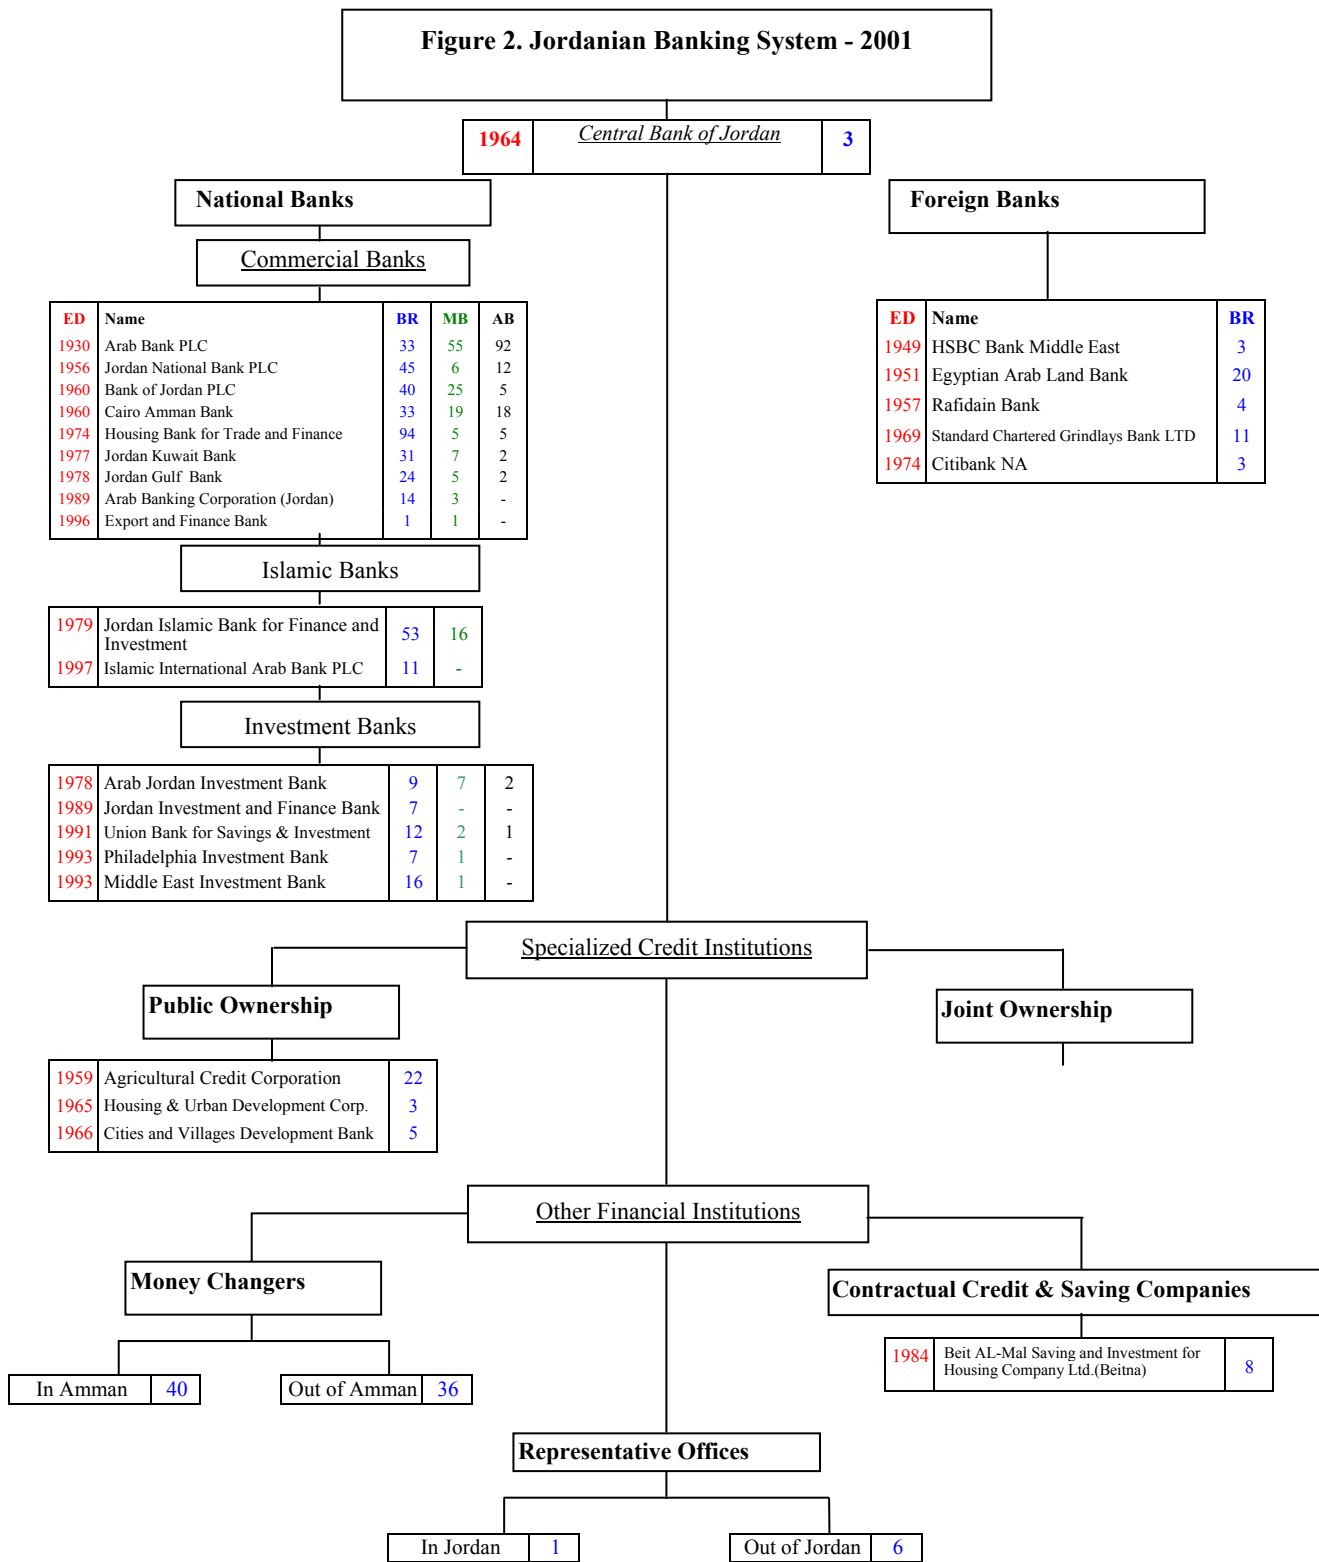 Figure 2. Jordanian Banking System - 2001
1964 Central Bank of Jordan 3
National Banks
Commercial Banks
ED Name BR MB AB
1930 Arab Bank PLC 33 55 92
1956 Jordan National Bank PLC 45 6 12
1960 Bank of Jordan PLC 40 25 5
1960 Cairo Amman Bank 33 19 18
1974 Housing Bank for Trade and Finance 94 5 5
1977 Jordan Kuwait Bank 31 7 2
1978 Jordan Gulf Bank 24 5 2
1989 Arab Banking Corporation (Jordan) 14 3 -
1996 Export and Finance Bank 1 1 -
Foreign Banks
ED Name BR
1949 HSBC Bank Middle East 3
1951 Egyptian Arab Land Bank 20
1957 Rafidain Bank 4
1969 Standard Chartered Grindlays Bank LTD 11
1974 Citibank NA 3
Islamic Banks
1979 Jordan Islamic Bank for Finance and
Investment 53 16
1997 Islamic International Arab Bank PLC 11 -
Investment Banks
1978 Arab Jordan Investment Bank 9 7 2
1989 Jordan Investment and Finance Bank 7 - -
1991 Union Bank for Savings & Investment 12 2 1
1993 Philadelphia Investment Bank 7 1 -
1993 Middle East Investment Bank 16 1 -
Specialized Credit Institutions
Public Ownership
1959 Agricultural Credit Corporation 22
1965 Housing & Urban Development Corp. 3
1966 Cities and Villages Development Bank 5
Joint Ownership
Other Financial Institutions
Money Changers
In Amman 40
Out of Amman 36
Contractual Credit & Saving Companies
1984 Beit AL-Mal Saving and Investment for
Housing Company Ltd.(Beitna) 8
Representative Offices
In Jordan 1
Out of Jordan 6